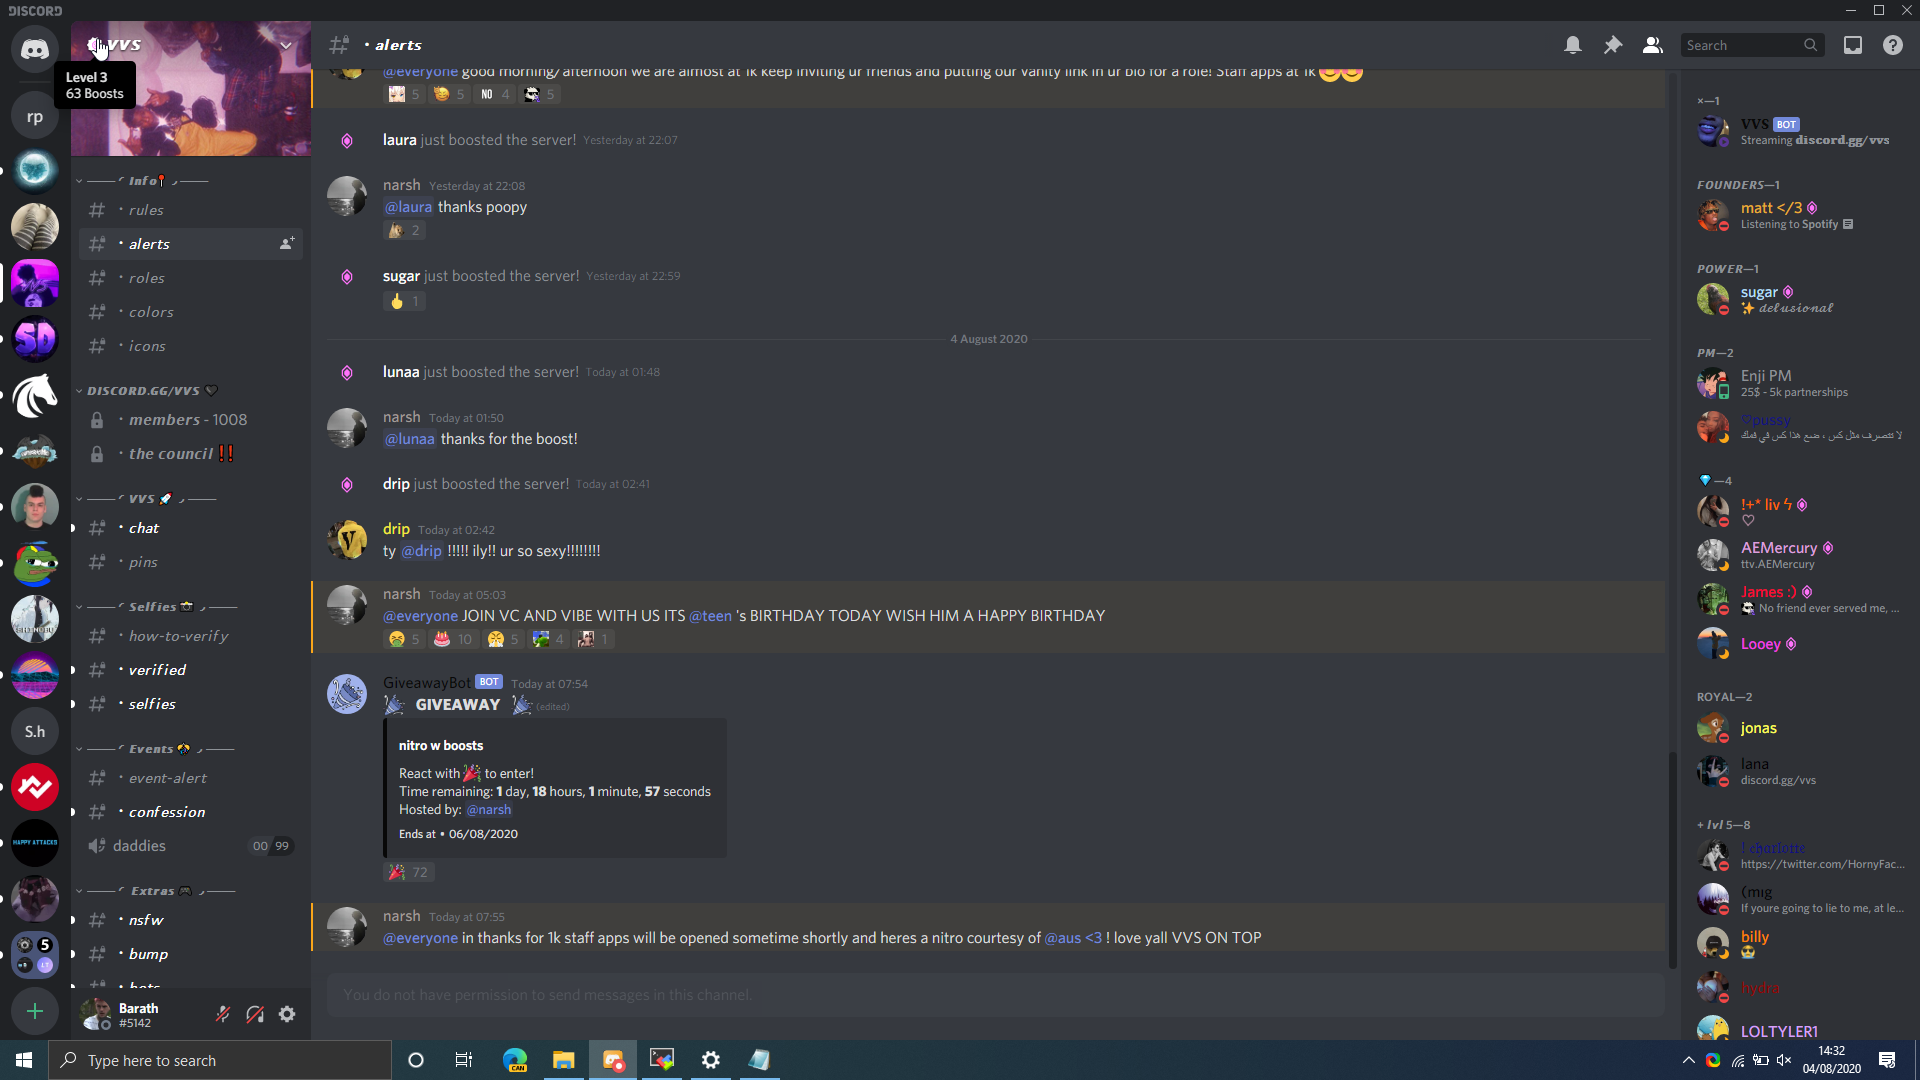 DISCORD
VVS
Level 3
63 Boosts
rp
S.h
SD
HAPPY ATTACKS
5
Info
rules
alerts
roles
colors
icons
DISCORD.GG/VVS
members - 1008
the council
VVS
chat
pins
Selfies
how-to-verify
verified
selfies
Events
event-alert
confession
daddies
00 99
Extras
nsfw
bump
bots
Barath
#5142
alerts
Search
@everyone good morning/afternoon we are almost at 1k keep inviting ur friends and putting our vanity link in ur bio for a role! Staff apps at 1k
5 5 NO 4 5
laura just boosted the server! Yesterday at 22:07
narsh Yesterday at 22:08
@laura thanks poopy
2
sugar just boosted the server! Yesterday at 22:59
1
4 August 2020
lunaa just boosted the server! Today at 01:48
narsh Today at 01:50
@lunaa thanks for the boost!
drip just boosted the server! Today at 02:41
drip Today at 02:42
ty @drip !!!!! ily!! ur so sexy!!!!!!!!
narsh Today at 05:03
@everyone JOIN VC AND VIBE WITH US ITS @teen 's BIRTHDAY TODAY WISH HIM A HAPPY BIRTHDAY
5 10 5 4 1
GiveawayBot BOT Today at 07:54
GIVEAWAY (edited)
nitro w boosts
React with to enter!
Time remaining: 1 day, 18 hours, 1 minute, 57 seconds
Hosted by: @narsh
Ends at • 06/08/2020
72
narsh Today at 07:55
@everyone in thanks for 1k staff apps will be opened sometime shortly and heres a nitro courtesy of @aus <3 ! love yall VVS ON TOP
You do not have permission to send messages in this channel.
×—1
VVS BOT
Streaming discord.gg/vvs
FOUNDERS—1
matt </3
Listening to Spotify
POWER—1
sugar
✨ delusional
PM—2
Enji PM
25$ - 5k partnerships
♡pussy
لا تتصرف مثل كس ، ضع هذا كس في فمك
—4
!+* liv ϟ
♡
AEMercury
ttv.AEMercury
James :)
No friend ever served me, ...
Looey
ROYAL—2
jonas
lana
discord.gg/vvs
+ lvl 5—8
! charlotte
https://twitter.com/HornyFac...
(mıg
If youre going to lie to me, at le...
billy
hydra
LOLTYLER1
Type here to search
CAN
14:32
04/08/2020